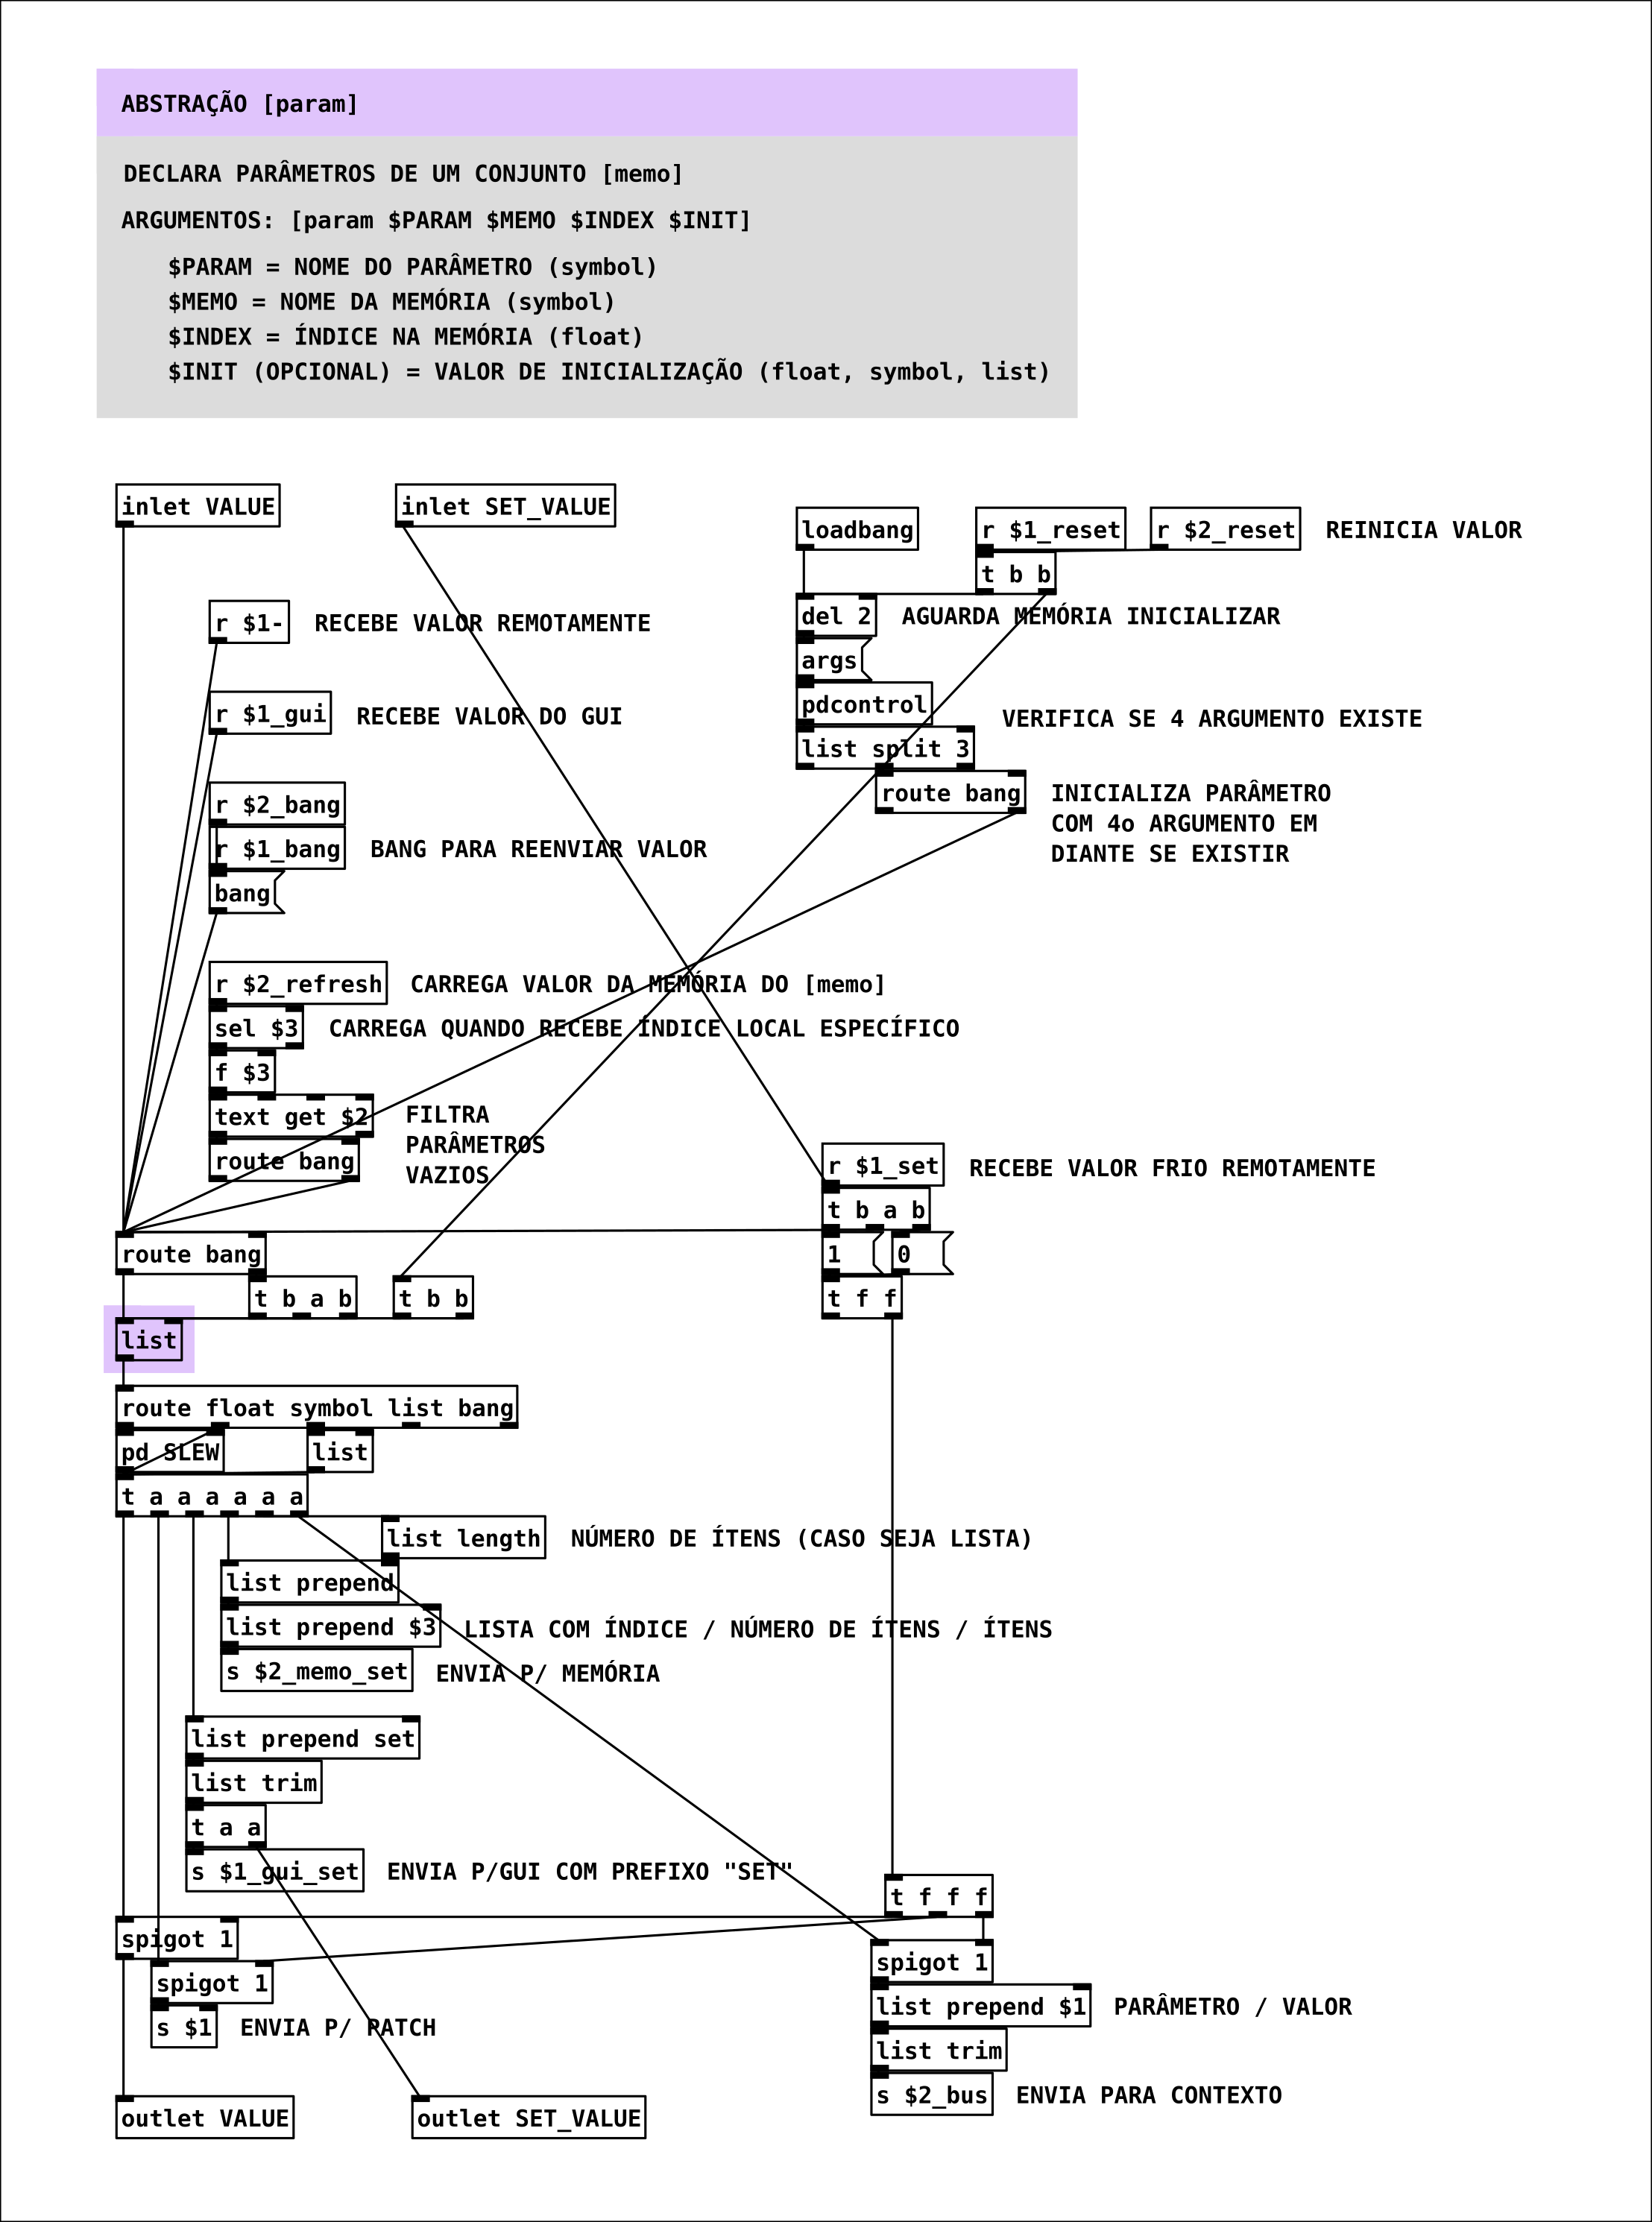 ABSTRAÇÃO [param]
DECLARA PARÂMETROS DE UM CONJUNTO [memo]
ARGUMENTOS: [param $PARAM $MEMO $INDEX $INIT]
$PARAM = NOME DO PARÂMETRO (symbol)
$MEMO = NOME DA MEMÓRIA (symbol)
$INDEX = ÍNDICE NA MEMÓRIA (float)
$INIT (OPCIONAL) = VALOR DE INICIALIZAÇÃO (float, symbol, list)
inlet VALUE
inlet SET_VALUE
loadbang
r $1_reset
r $2_reset
REINICIA VALOR
t b b
del 2
AGUARDA MEMÓRIA INICIALIZAR
args
pdcontrol
list split 3
VERIFICA SE 4 ARGUMENTO EXISTE
route bang
INICIALIZA PARÂMETRO
COM 4o ARGUMENTO EM
DIANTE SE EXISTIR
r $1-
RECEBE VALOR REMOTAMENTE
r $1_gui
RECEBE VALOR DO GUI
r $2_bang
r $1_bang
BANG PARA REENVIAR VALOR
bang
r $2_refresh
CARREGA VALOR DA MEMÓRIA DO [memo]
sel $3
CARREGA QUANDO RECEBE ÍNDICE LOCAL ESPECÍFICO
f $3
text get $2
route bang
FILTRA
PARÂMETROS
VAZIOS
r $1_set
RECEBE VALOR FRIO REMOTAMENTE
t b a b
1
0
t f f
route bang
t b a b
t b b
list
route float symbol list bang
pd SLEW
list
t a a a a a a
list length
NÚMERO DE ÍTENS (CASO SEJA LISTA)
list prepend
list prepend $3
LISTA COM ÍNDICE / NÚMERO DE ÍTENS / ÍTENS
s $2_memo_set
ENVIA P/ MEMÓRIA
list prepend set
list trim
t a a
s $1_gui_set
ENVIA P/GUI COM PREFIXO "SET"
t f f f
spigot 1
spigot 1
s $1
ENVIA P/ PATCH
spigot 1
list prepend $1
PARÂMETRO / VALOR
list trim
s $2_bus
ENVIA PARA CONTEXTO
outlet VALUE
outlet SET_VALUE